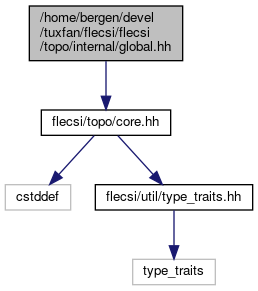 /home/bergen/devel
/tuxfan/flecsi/flecsi
/topo/internal/global.hh
flecsi/topo/core.hh
cstddef
flecsi/util/type_traits.hh
type_traits